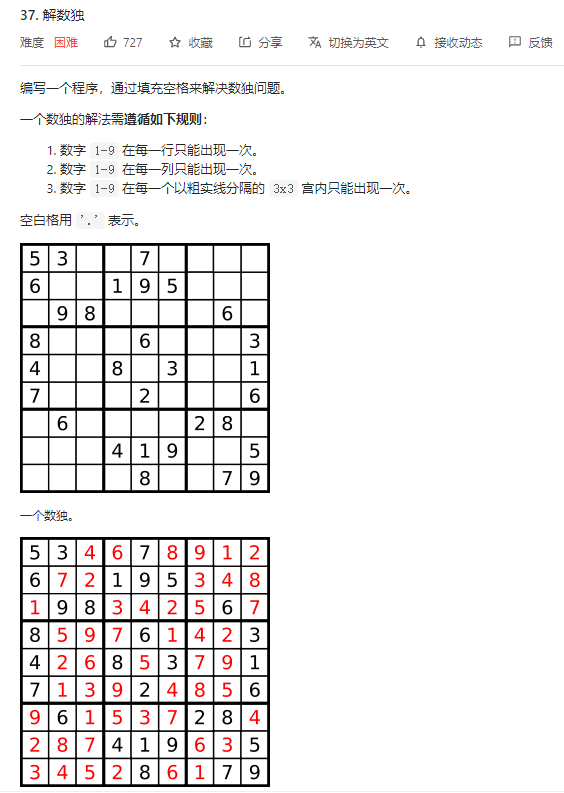 37. 解数独
难度 困难 727 收藏 分享 切换为英文 接收动态 反馈
编写一个程序，通过填充空格来解决数独问题。
一个数独的解法需遵循如下规则：
1. 数字 1-9 在每一行只能出现一次。
2. 数字 1-9 在每一列只能出现一次。
3. 数字 1-9 在每一个以粗实线分隔的 3x3 宫内只能出现一次。
空白格用 '.' 表示。
5 3 7
6 1 9 5
9 8 6
8 6 3
4 8 3 1
7 2 6
6 2 8
4 1 9 5
8 7 9
一个数独。
5 3 4 6 7 8 9 1 2
6 7 2 1 9 5 3 4 8
1 9 8 3 4 2 5 6 7
8 5 9 7 6 1 4 2 3
4 2 6 8 5 3 7 9 1
7 1 3 9 2 4 8 5 6
9 6 1 5 3 7 2 8 4
2 8 7 4 1 9 6 3 5
3 4 5 2 8 6 1 7 9